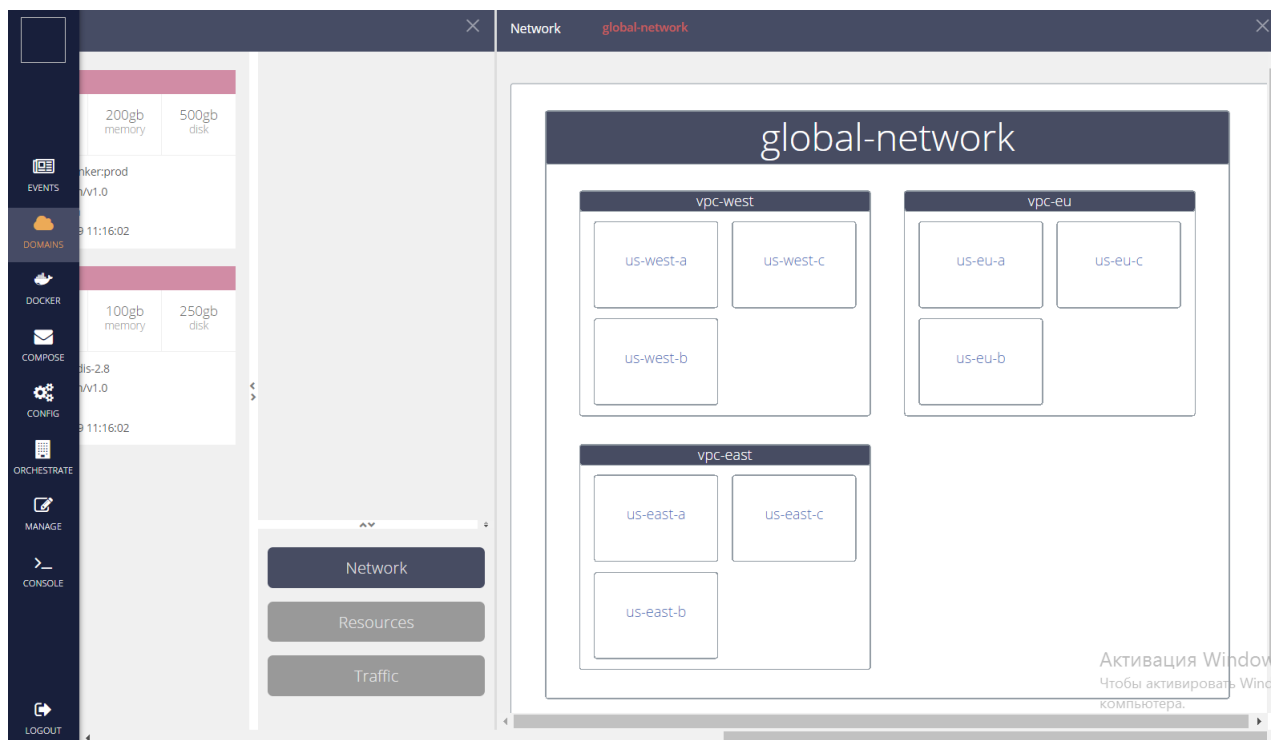 Network global-network
EVENTS
DOMAINS
DOCKER
COMPOSE
CONFIG
ORCHESTRATE
MANAGE
>_
CONSOLE
LOGOUT
200gb 500gb
memory disk
nker:prod
n/v1.0
9 11:16:02
100gb 250gb
memory disk
dis-2.8
n/v1.0
9 11:16:02
Network
Resources
Traffic
global-network
vpc-west
us-west-a us-west-c
us-west-b
vpc-eu
us-eu-a us-eu-c
us-eu-b
vpc-east
us-east-a us-east-c
us-east-b
Активация Window
Чтобы активировать Wind
компьютера.